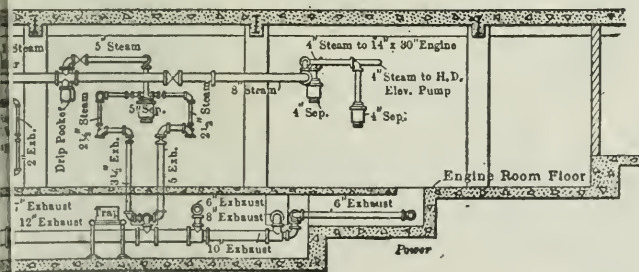 Steam
5" Steam
4" Steam to 14" x 30" Engine
4" Steam to H.D.
Elev. Pump
8" Steam
4" Sep.
4" Sep.
5" Sep.
2½" Steam
2½" Steam
Drip Pocket
2 Exh.
3½" Exh.
5 Exh.
Engine Room Floor
" Exhaust
12" Exhaust
Trap
6" Exhaust
8" Exhaust
10" Exhaust
6" Exhaust
Power